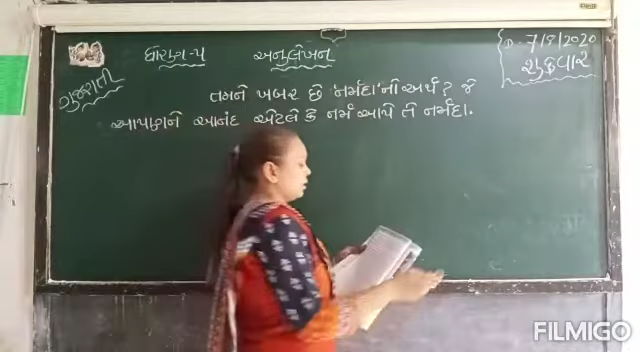 ધોરણ-૫ અનુલેખન
D-7/8/2020
શુક્રવાર
ગુજરાતી
તમને ખબર છે 'નર્મદા'નો અર્થ? જે
આપણને આનંદ એટલે કે નર્મ આપે તે નર્મદા.
FILMIGO